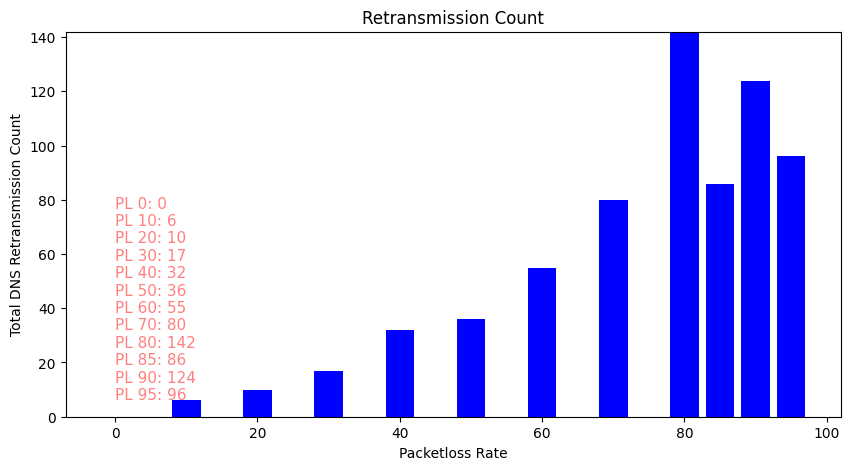 Retransmission Count
140
120
100
80
60
40
20
0
Total DNS Retransmission Count
PL 0: 0
PL 10: 6
PL 20: 10
PL 30: 17
PL 40: 32
PL 50: 36
PL 60: 55
PL 70: 80
PL 80: 142
PL 85: 86
PL 90: 124
PL 95: 96
0 20 40 60 80 100
Packetloss Rate